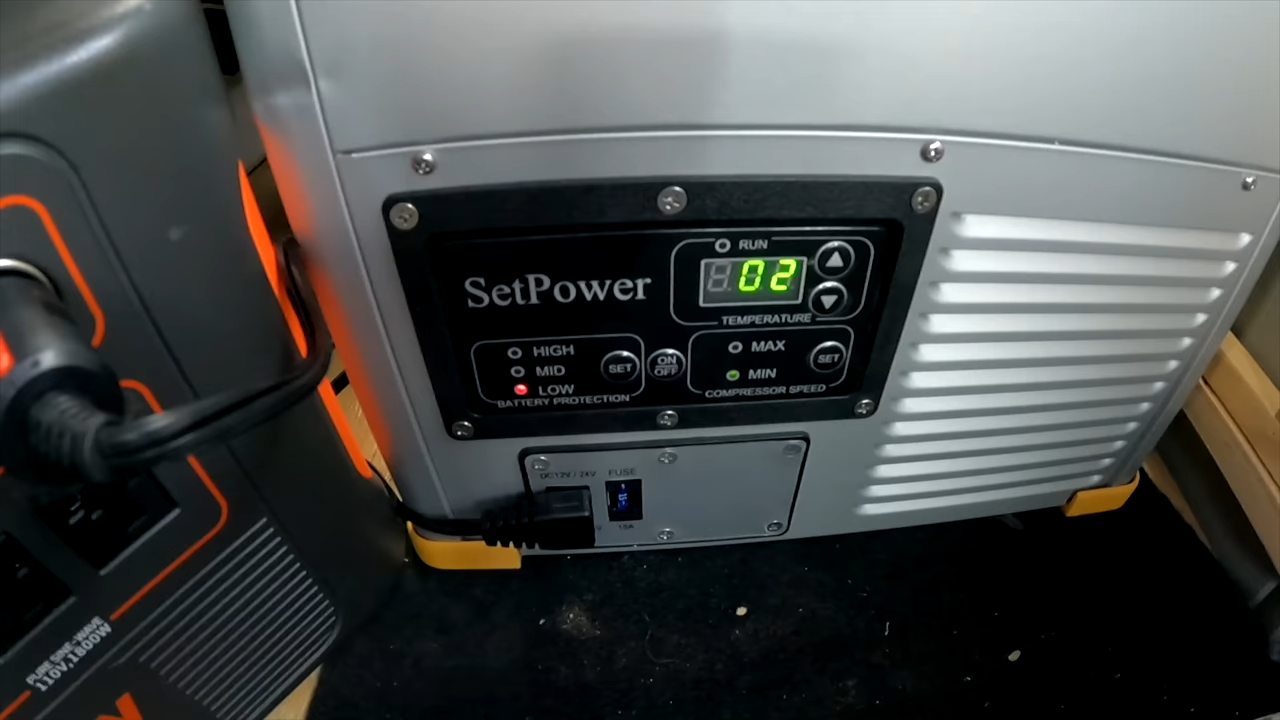 RUN
02
SetPower
TEMPERATURE
HIGH
MID
LOW
SET
ON
OFF
MAX
MIN
SET
BATTERY PROTECTION
COMPRESSOR SPEED
DC12V / 24V
FUSE
15A
PURE SINE-WAVE
110V,1800W